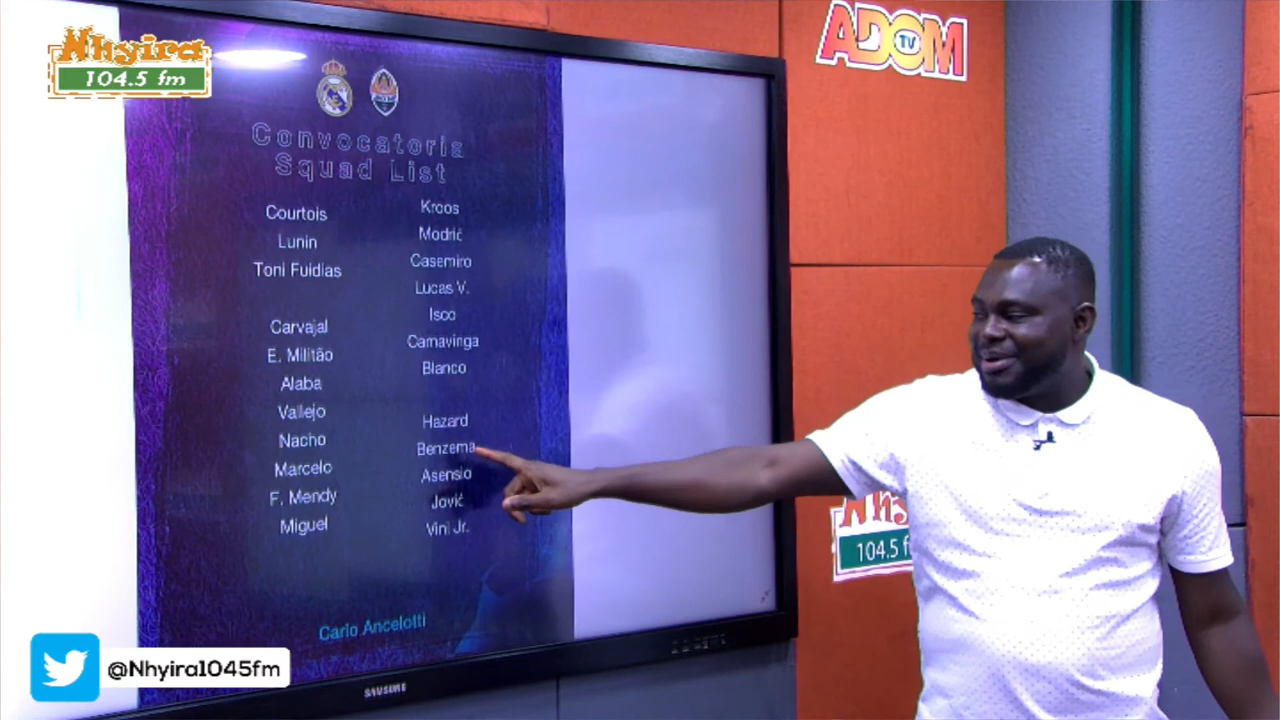 Nhyira
104.5 fm
ADOM
TV
Convocatoria
Squad List
Courtois
Lunin
Toni Fuidias
Carvajal
E. Militão
Alaba
Vallejo
Nacho
Marcelo
F. Mendy
Miguel
Kroos
Modrić
Casemiro
Lucas V.
Isco
Camavinga
Blanco
Hazard
Benzema
Asensio
Jović
Vini Jr.
Carlo Ancelotti
SAMSUNG
104.5 f
@Nhyira1045fm